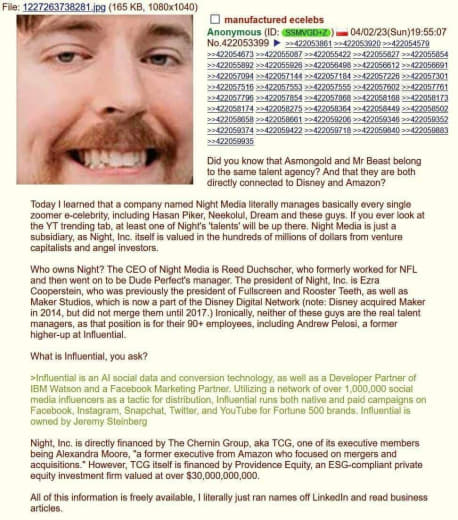 File: 1227263738281.jpg (165 KB, 1080x1040)
manufactured ecelebs
Anonymous (ID: SSMVGD+Z) 04/02/23(Sun)19:55:07
No.422053399 ▶ >>422053861 >>422053920 >>422054579
>>422054673 >>422055087 >>422055422 >>422055827 >>422055854
>>422055892 >>422055926 >>422056498 >>422056612 >>422056691
>>422057094 >>422057144 >>422057184 >>422057226 >>422057301
>>422057516 >>422057553 >>422057555 >>422057602 >>422057761
>>422057796 >>422057854 >>422057868 >>422058168 >>422058173
>>422058174 >>422058275 >>422058364 >>422058449 >>422058502
>>422058658 >>422058661 >>422059206 >>422059346 >>422059352
>>422059374 >>422059422 >>422059718 >>422059840 >>422059883
>>422059935
Did you know that Asmongold and Mr Beast belong
to the same talent agency? And that they are both
directly connected to Disney and Amazon?
Today I learned that a company named Night Media literally manages basically every single
zoomer e-celebrity, including Hasan Piker, Neekolul, Dream and these guys. If you ever look at
the YT trending tab, at least one of Night's 'talents' will be up there. Night Media is just a
subsidiary, as Night, Inc. itself is valued in the hundreds of millions of dollars from venture
capitalists and angel investors.
Who owns Night? The CEO of Night Media is Reed Duchscher, who formerly worked for NFL
and then went on to be Dude Perfect's manager. The president of Night, Inc. is Ezra
Cooperstein, who was previously the president of Fullscreen and Rooster Teeth, as well as
Maker Studios, which is now a part of the Disney Digital Network (note: Disney acquired Maker
in 2014, but did not merge them until 2017.) Ironically, neither of these guys are the real talent
managers, as that position is for their 90+ employees, including Andrew Pelosi, a former
higher-up at Influential.
What is Influential, you ask?
>Influential is an AI social data and conversion technology, as well as a Developer Partner of
IBM Watson and a Facebook Marketing Partner. Utilizing a network of over 1,000,000 social
media influencers as a tactic for distribution, Influential runs both native and paid campaigns on
Facebook, Instagram, Snapchat, Twitter, and YouTube for Fortune 500 brands. Influential is
owned by Jeremy Steinberg
Night, Inc. is directly financed by The Chernin Group, aka TCG, one of its executive members
being Alexandra Moore, "a former executive from Amazon who focused on mergers and
acquisitions." However, TCG itself is financed by Providence Equity, an ESG-compliant private
equity investment firm valued at over $30,000,000,000.
All of this information is freely available, I literally just ran names off LinkedIn and read business
articles.